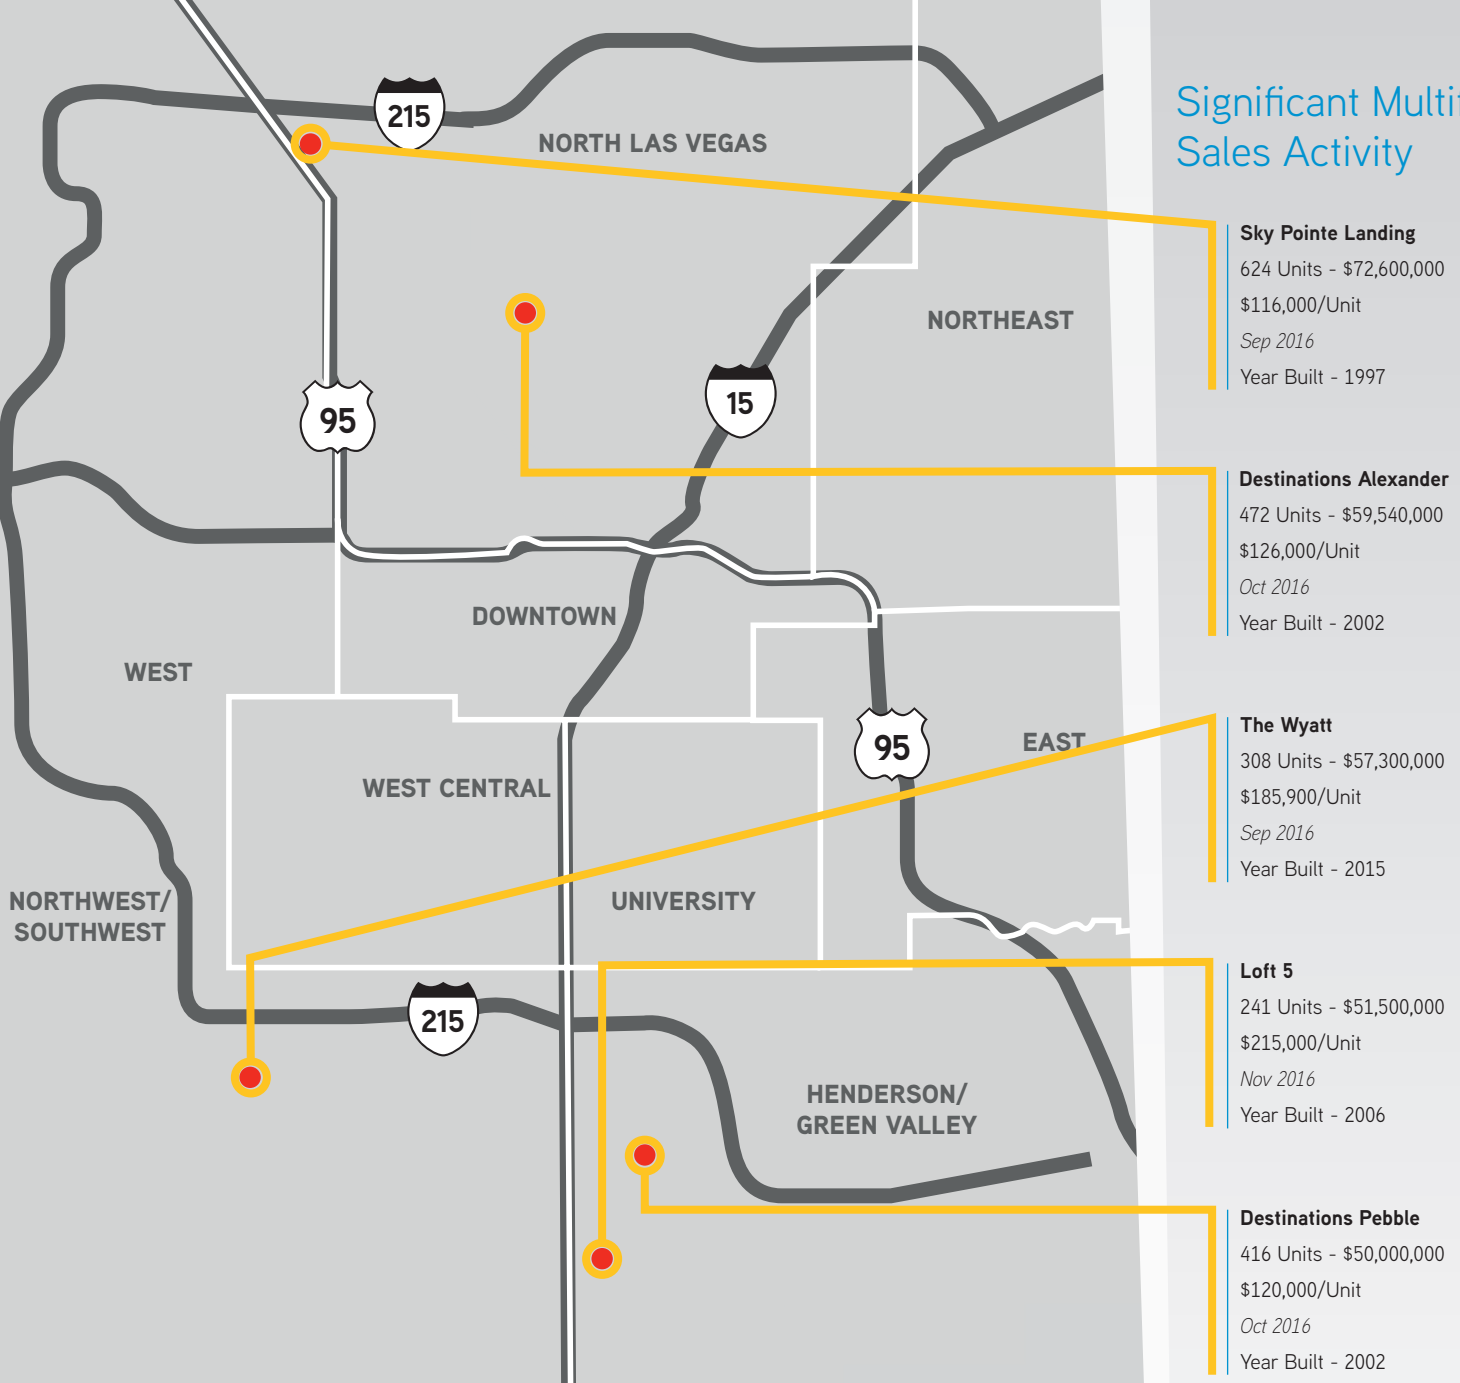 215
NORTH LAS VEGAS
NORTHEAST
95
15
DOWNTOWN
WEST
95
EAST
WEST CENTRAL
NORTHWEST/
SOUTHWEST
UNIVERSITY
215
HENDERSON/
GREEN VALLEY
Significant
Sales Activity
Sky Pointe Landing
624 Units - $72,600,000
$116,000/Unit
Sep 2016
Year Built - 1997
Destinations Alexander
472 Units - $59,540,000
$126,000/Unit
Oct 2016
Year Built - 2002
The Wyatt
308 Units - $57,300,000
$185,900/Unit
Sep 2016
Year Built - 2015
Loft 5
241 Units - $51,500,000
$215,000/Unit
Nov 2016
Year Built - 2006
Destinations Pebble
416 Units - $50,000,000
$120,000/Unit
Oct 2016
Year Built - 2002